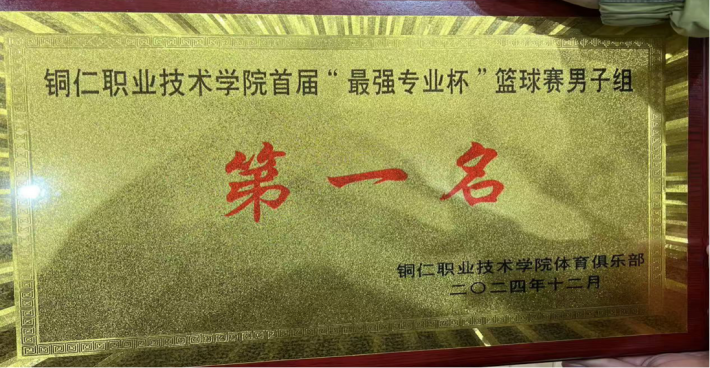 铜仁职业技术学院首届“最强专业杯”篮球赛男子组
第一名
铜仁职业技术学院体育俱乐部
二〇二四年十二月